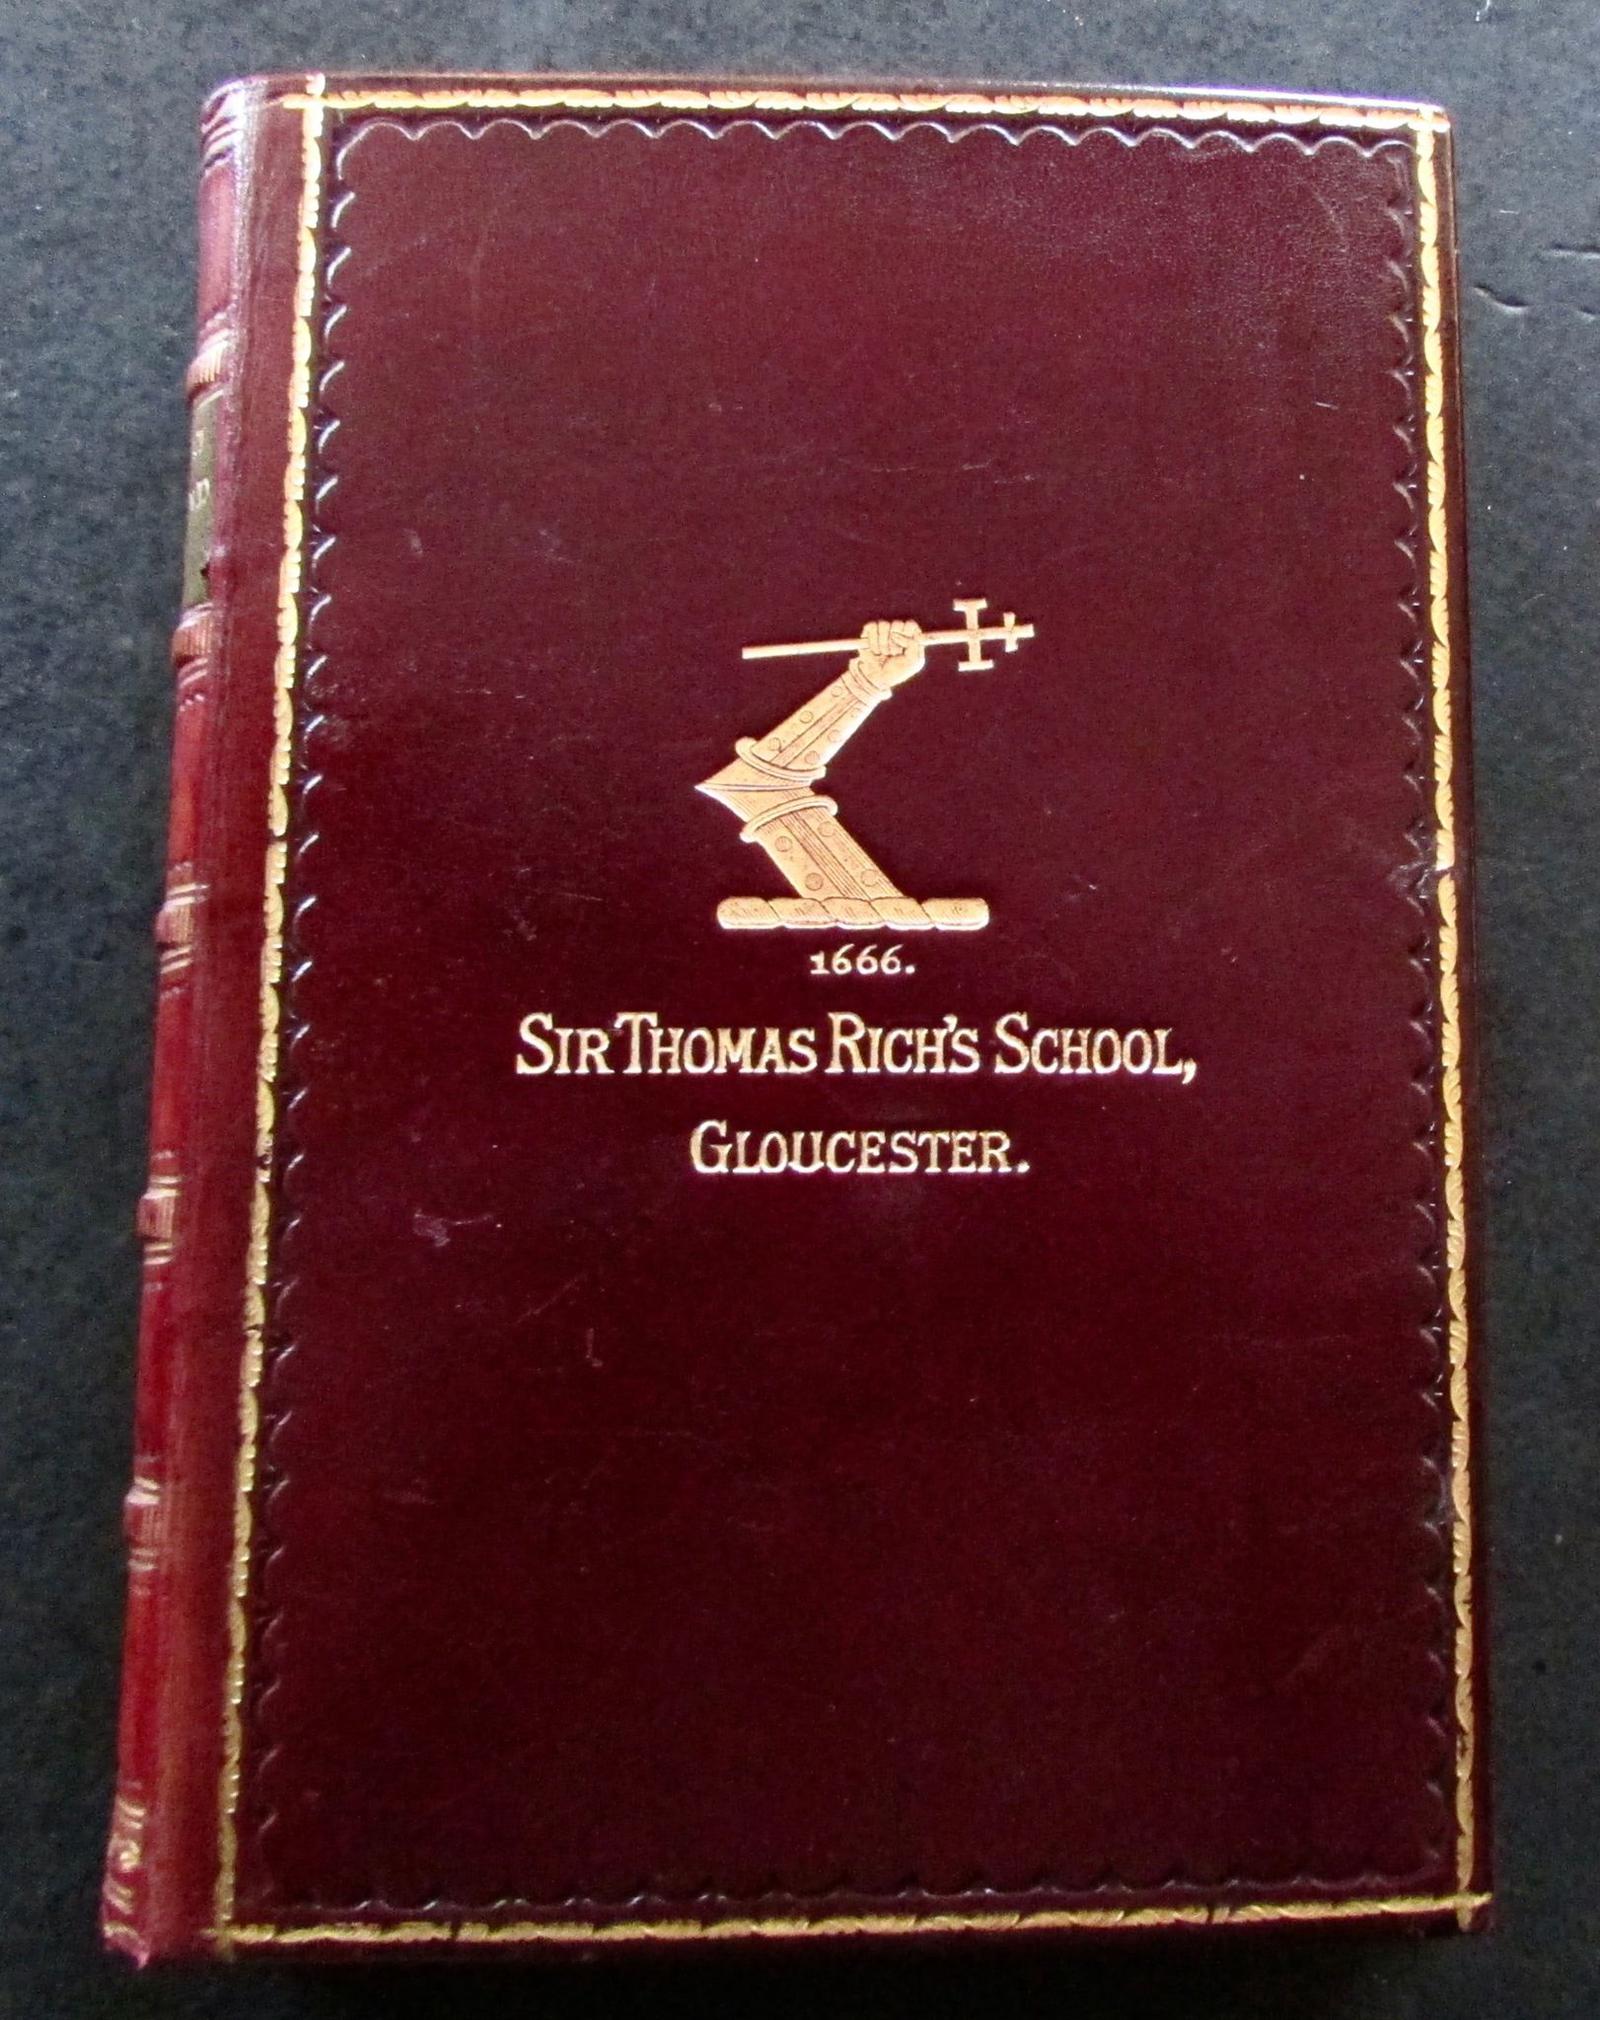 1666.
SIR THOMAS RICH'S SCHOOL,
GLOUCESTER.